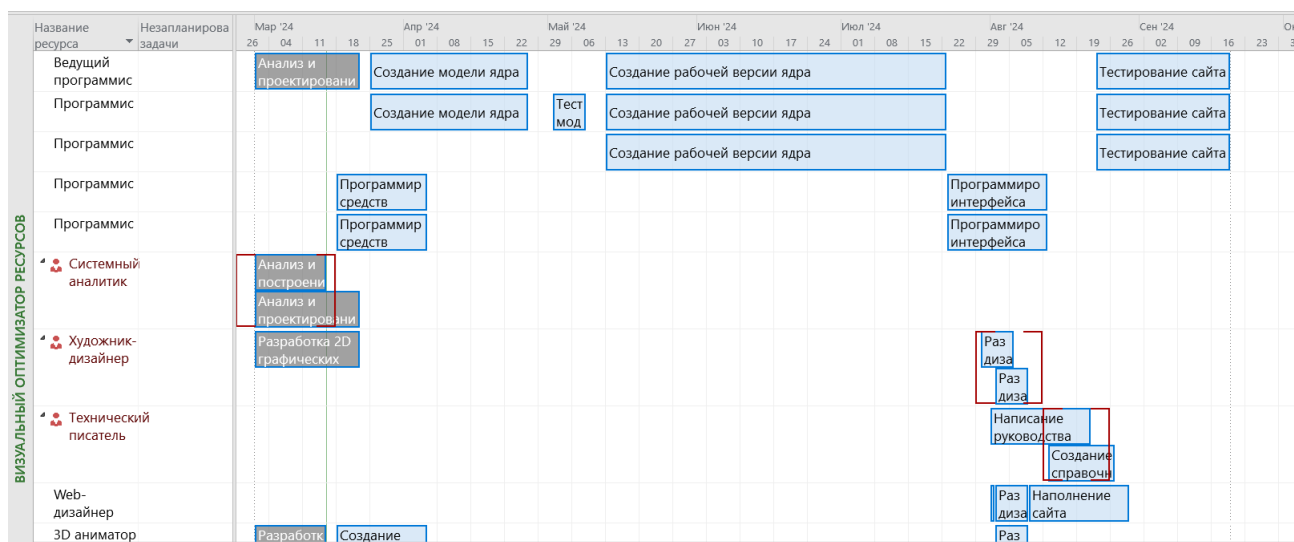 ВИЗУАЛЬНЫЙ ОПТИМИЗАТОР РЕСУРСОВ
Название ресурса
Незапланирова задачи
Мар '24 Апр '24 Май '24 Июн '24 Июл '24 Авг '24 Сен '24
26 04 11 18 25 01 08 15 22 29 06 13 20 27 03 10 17 24 01 08 15 22 29 05 12 19 26 02 09 16 23
Ведущий
программис
Анализ и
проектировани
Создание модели ядра
Создание рабочей версии ядра
Тестирование сайта
Программис
Создание модели ядра
Тест
мод
Создание рабочей версии ядра
Тестирование сайта
Программис
Создание рабочей версии ядра
Тестирование сайта
Программис
Программир
средств
Программиро
интерфейса
Программис
Программир
средств
Программиро
интерфейса
Системный
аналитик
Анализ и
построени
Анализ и
проектировани
Художник-
дизайнер
Разработка 2D
графических
Раз
диза
Раз
диза
Технический
писатель
Написание
руководства
Создание
справочн
Web-
дизайнер
Раз
диза
Наполнение
сайта
3D аниматор
Разработк
Создание
Раз